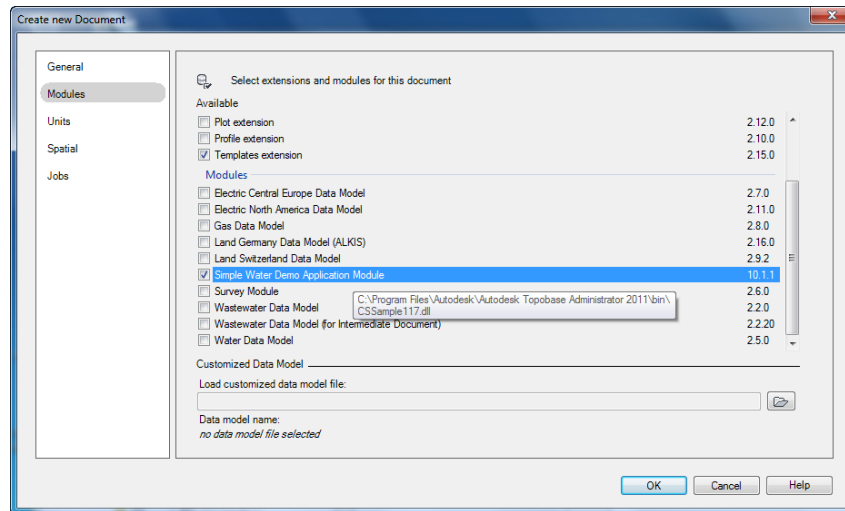 Create new Document
General
Modules
Units
Spatial
Jobs
Select extensions and modules for this document
Available
Plot extension 2.12.0
Profile extension 2.10.0
Templates extension 2.15.0
Modules
Electric Central Europe Data Model 2.7.0
Electric North America Data Model 2.11.0
Gas Data Model 2.8.0
Land Germany Data Model (ALKIS) 2.16.0
Land Switzerland Data Model 2.9.2
Simple Water Demo Application Module 10.1.1
Survey Module 2.6.0
C:\Program Files\Autodesk\Autodesk Topobase Administrator 2011\bin\
CSSample117.dll
Wastewater Data Model 2.2.0
Wastewater Data Model (for Intermediate Document) 2.2.20
Water Data Model 2.5.0
Customized Data Model
Load customized data model file:
Data model name:
no data model file selected
OK Cancel Help